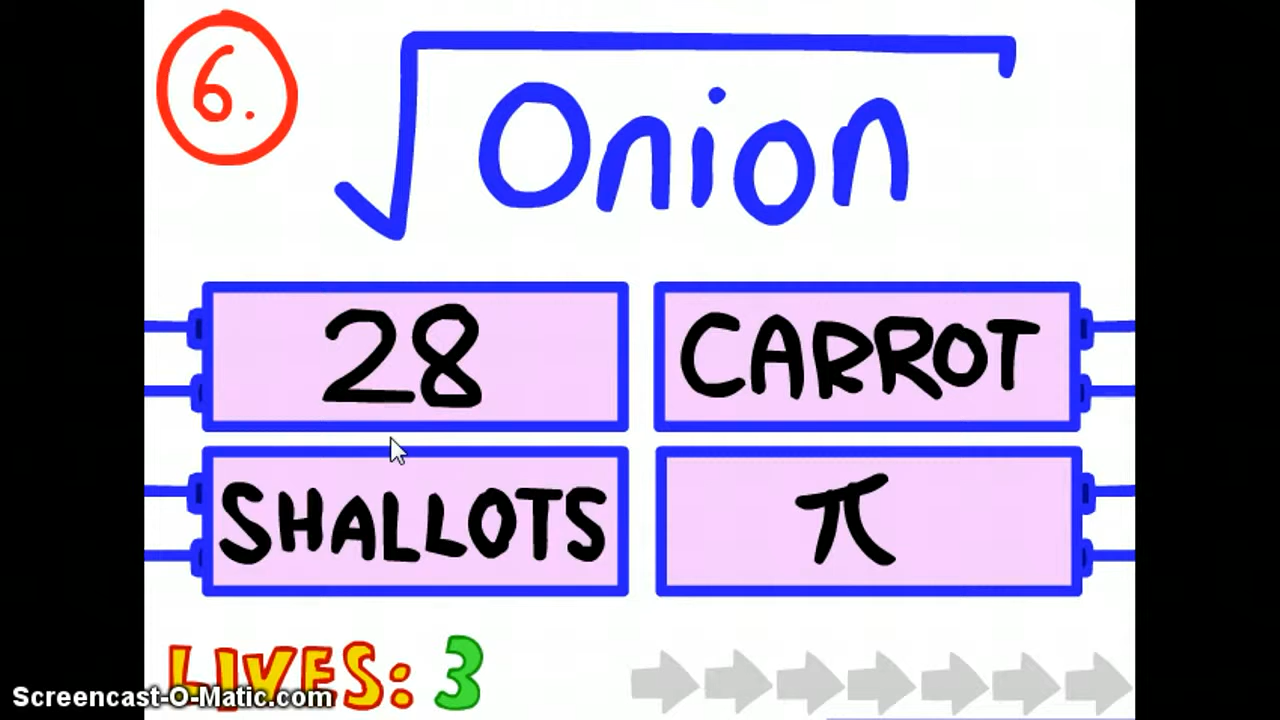 6.
√Onion
28
CARROT
SHALLOTS
π
LIVES: 3
Screencast-O-Matic.com